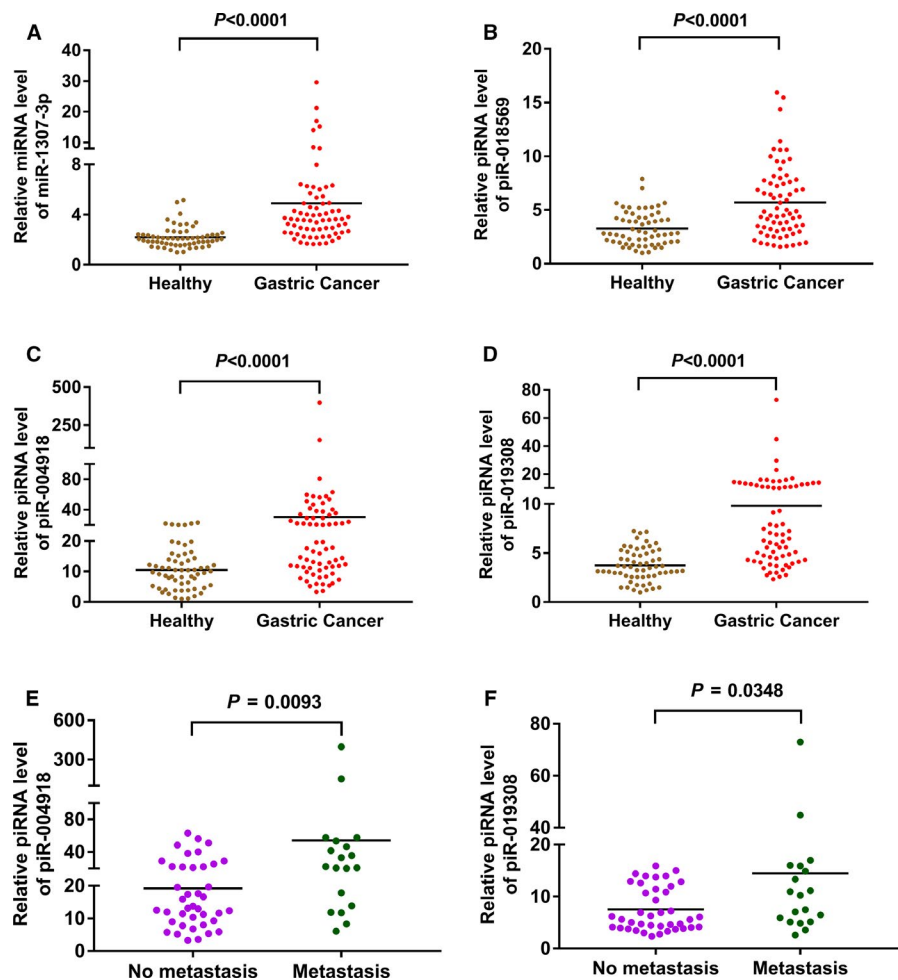 A
P<0.0001
Relative miRNA level
of miR-1307-3p
40
30
20
10
8
4
0
Healthy
Gastric Cancer
B
P<0.0001
Relative piRNA level
of piR-018569
20
15
10
5
0
Healthy
Gastric Cancer
C
P<0.0001
Relative piRNA level
of piR-004918
500
250
80
40
20
10
0
Healthy
Gastric Cancer
D
P<0.0001
Relative piRNA level
of piR-019308
80
60
40
20
10
5
0
Healthy
Gastric Cancer
E
P = 0.0093
Relative piRNA level
of piR-004918
600
300
80
40
20
10
0
No metastasis
Metastasis
F
P = 0.0348
Relative piRNA level
of piR-019308
80
60
40
20
10
0
No metastasis
Metastasis